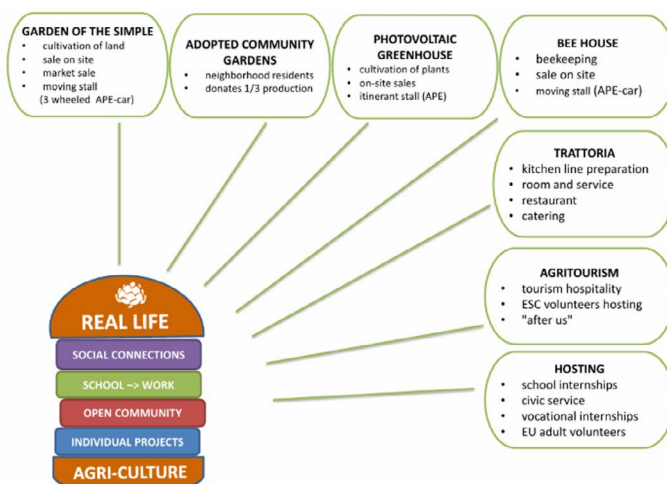 GARDEN OF THE SIMPLE
• cultivation of land
• sale on site
• market sale
• moving stall
(3 wheeled APE-car)
ADOPTED COMMUNITY
GARDENS
• neighborhood residents
• donates 1/3 production
PHOTOVOLTAIC
GREENHOUSE
• cultivation of plants
• on-site sales
• itinerant stall (APE)
BEE HOUSE
• beekeeping
• sale on site
• moving stall (APE-car)
TRATTORIA
• kitchen line preparation
• room and service
• restaurant
• catering
AGRITOURISM
• tourism hospitality
• ESC volunteers hosting
• "after us"
HOSTING
• school internships
• civic service
• vocational internships
• EU adult volunteers
REAL LIFE
SOCIAL CONNECTIONS
SCHOOL –> WORK
OPEN COMMUNITY
INDIVIDUAL PROJECTS
AGRI-CULTURE